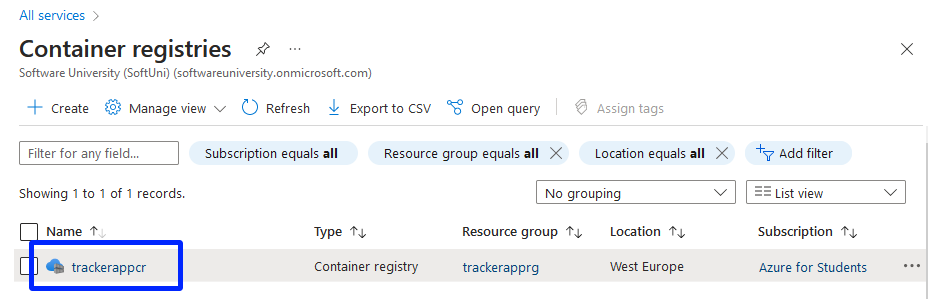 All services >
Container registries ...
Software University (SoftUni) (softwareuniversity.onmicrosoft.com)
+ Create Manage view Refresh Export to CSV Open query Assign tags
Filter for any field... Subscription equals all Resource group equals all Location equals all Add filter
Showing 1 to 1 of 1 records. No grouping List view
Name ↑↓ Type ↑↓ Resource group ↑↓ Location ↑↓ Subscription ↑↓
trackerappcr Container registry trackerapprg West Europe Azure for Students ...